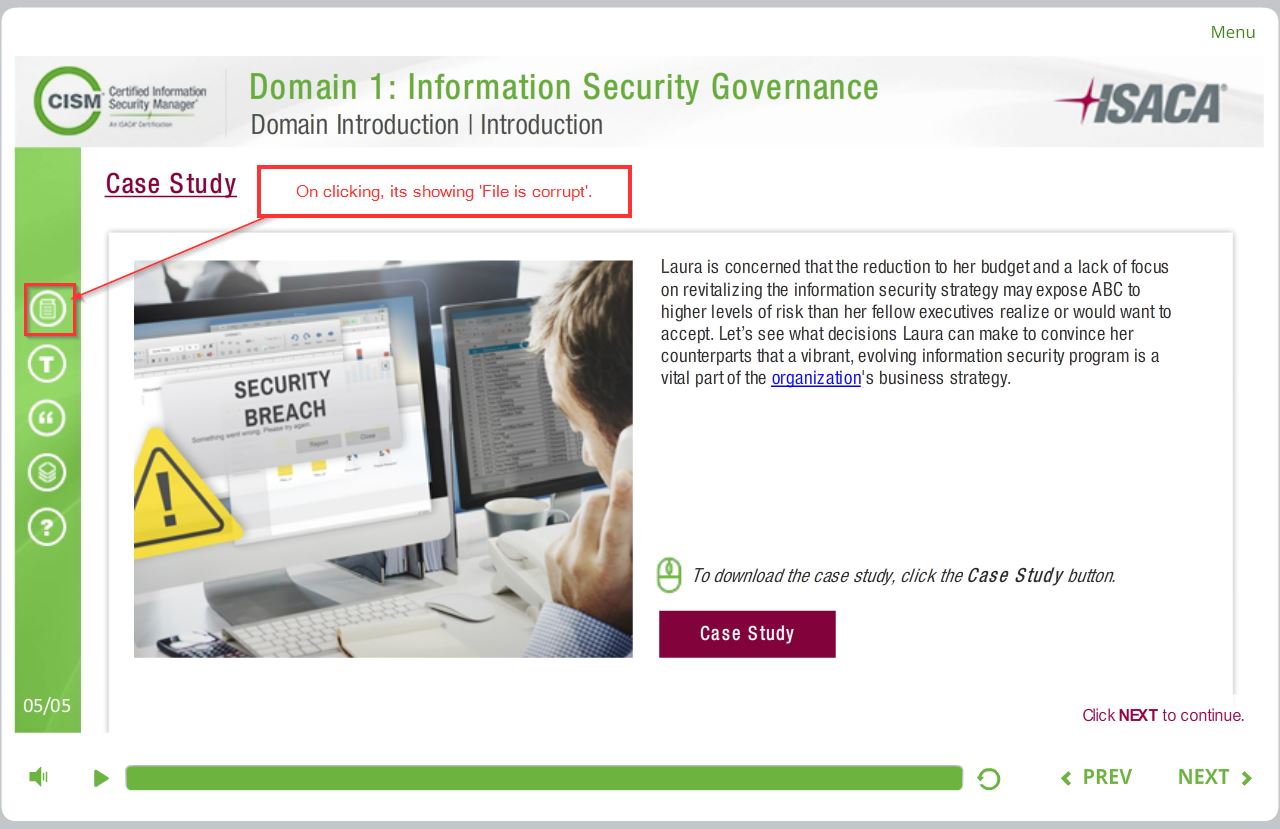 Menu
CISM
Certified Information
Security Manager®
An ISACA® Certification
Domain 1: Information Security Governance
Domain Introduction | Introduction
ISACA®
Case Study
On clicking, its showing 'File is corrupt'.
Laura is concerned that the reduction to her budget and a lack of focus
on revitalizing the information security strategy may expose ABC to
higher levels of risk than her fellow executives realize or would want to
accept. Let’s see what decisions Laura can make to convince her
counterparts that a vibrant, evolving information security program is a
vital part of the organization's business strategy.
SECURITY
BREACH
Something went wrong. Please try again.
Report
Close
T
“
?
!
To download the case study, click the Case Study button.
Case Study
05/05
Click NEXT to continue.
PREV
NEXT